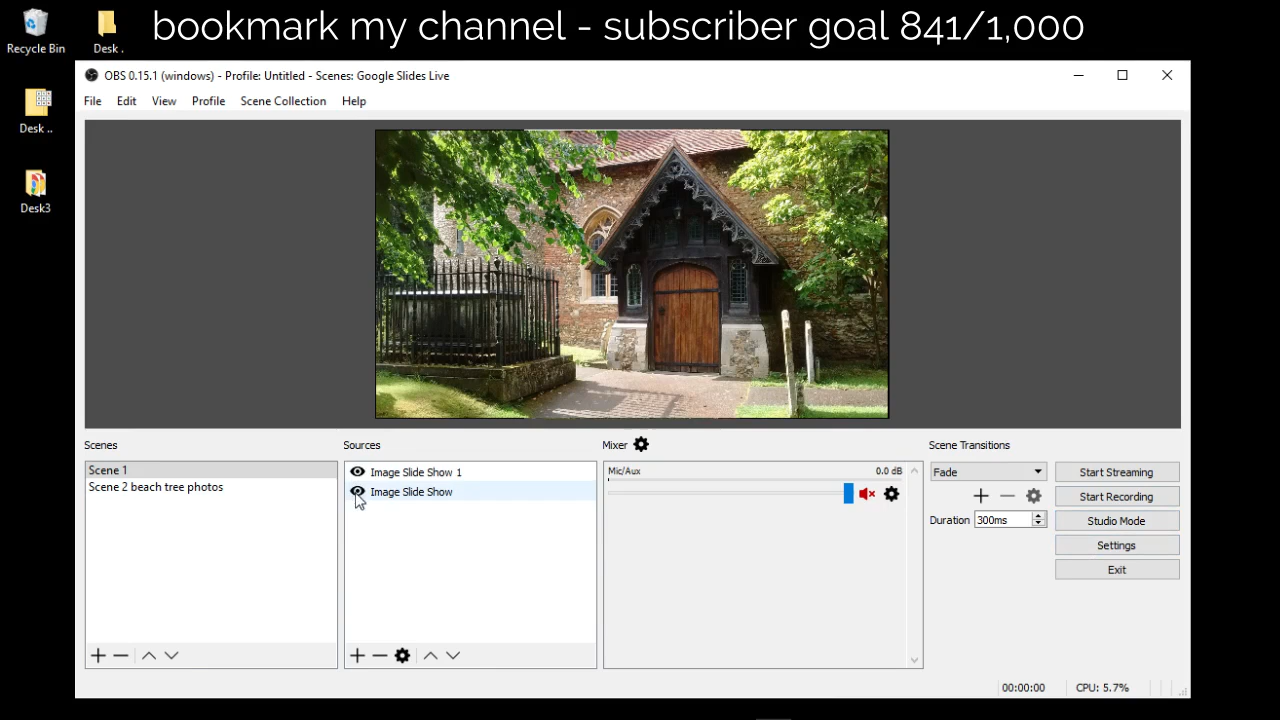 bookmark my channel - subscriber goal 841/1,000
Recycle Bin
Desk .
Desk ..
Desk3
OBS 0.15.1 (windows) - Profile: Untitled - Scenes: Google Slides Live
File Edit View Profile Scene Collection Help
Scenes
Scene 1
Scene 2 beach tree photos
Sources
Image Slide Show 1
Image Slide Show
Mixer
Mic/Aux 0.0 dB
Scene Transitions
Fade
Duration 300ms
Start Streaming
Start Recording
Studio Mode
Settings
Exit
00:00:00 CPU: 5.7%